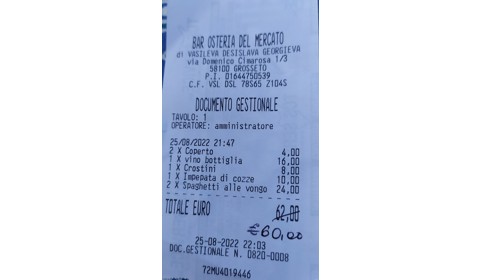 BAR OSTERIA DEL MERCATO
di VASILEVA DESISLAVA GEORGIEVA
via Domenico Cimarosa 1/3
58100 GROSSETO
P.I. 01644750539
C.F. VSL DSL 78S65 Z104S
DOCUMENTO GESTIONALE
TAVOLO: 1
OPERATORE: amministratore
25/08/2022 21:47
2 X Coperto 4,00
1 X vino bottiglia 16,00
1 X Crostini 8,00
1 X Impepata di cozze 10,00
2 X Spaghetti alle vongo 24,00
TOTALE EURO 62,00
€60,00
25-08-2022 22:03
DOC.GESTIONALE N. 0820-0008
72MU4019446